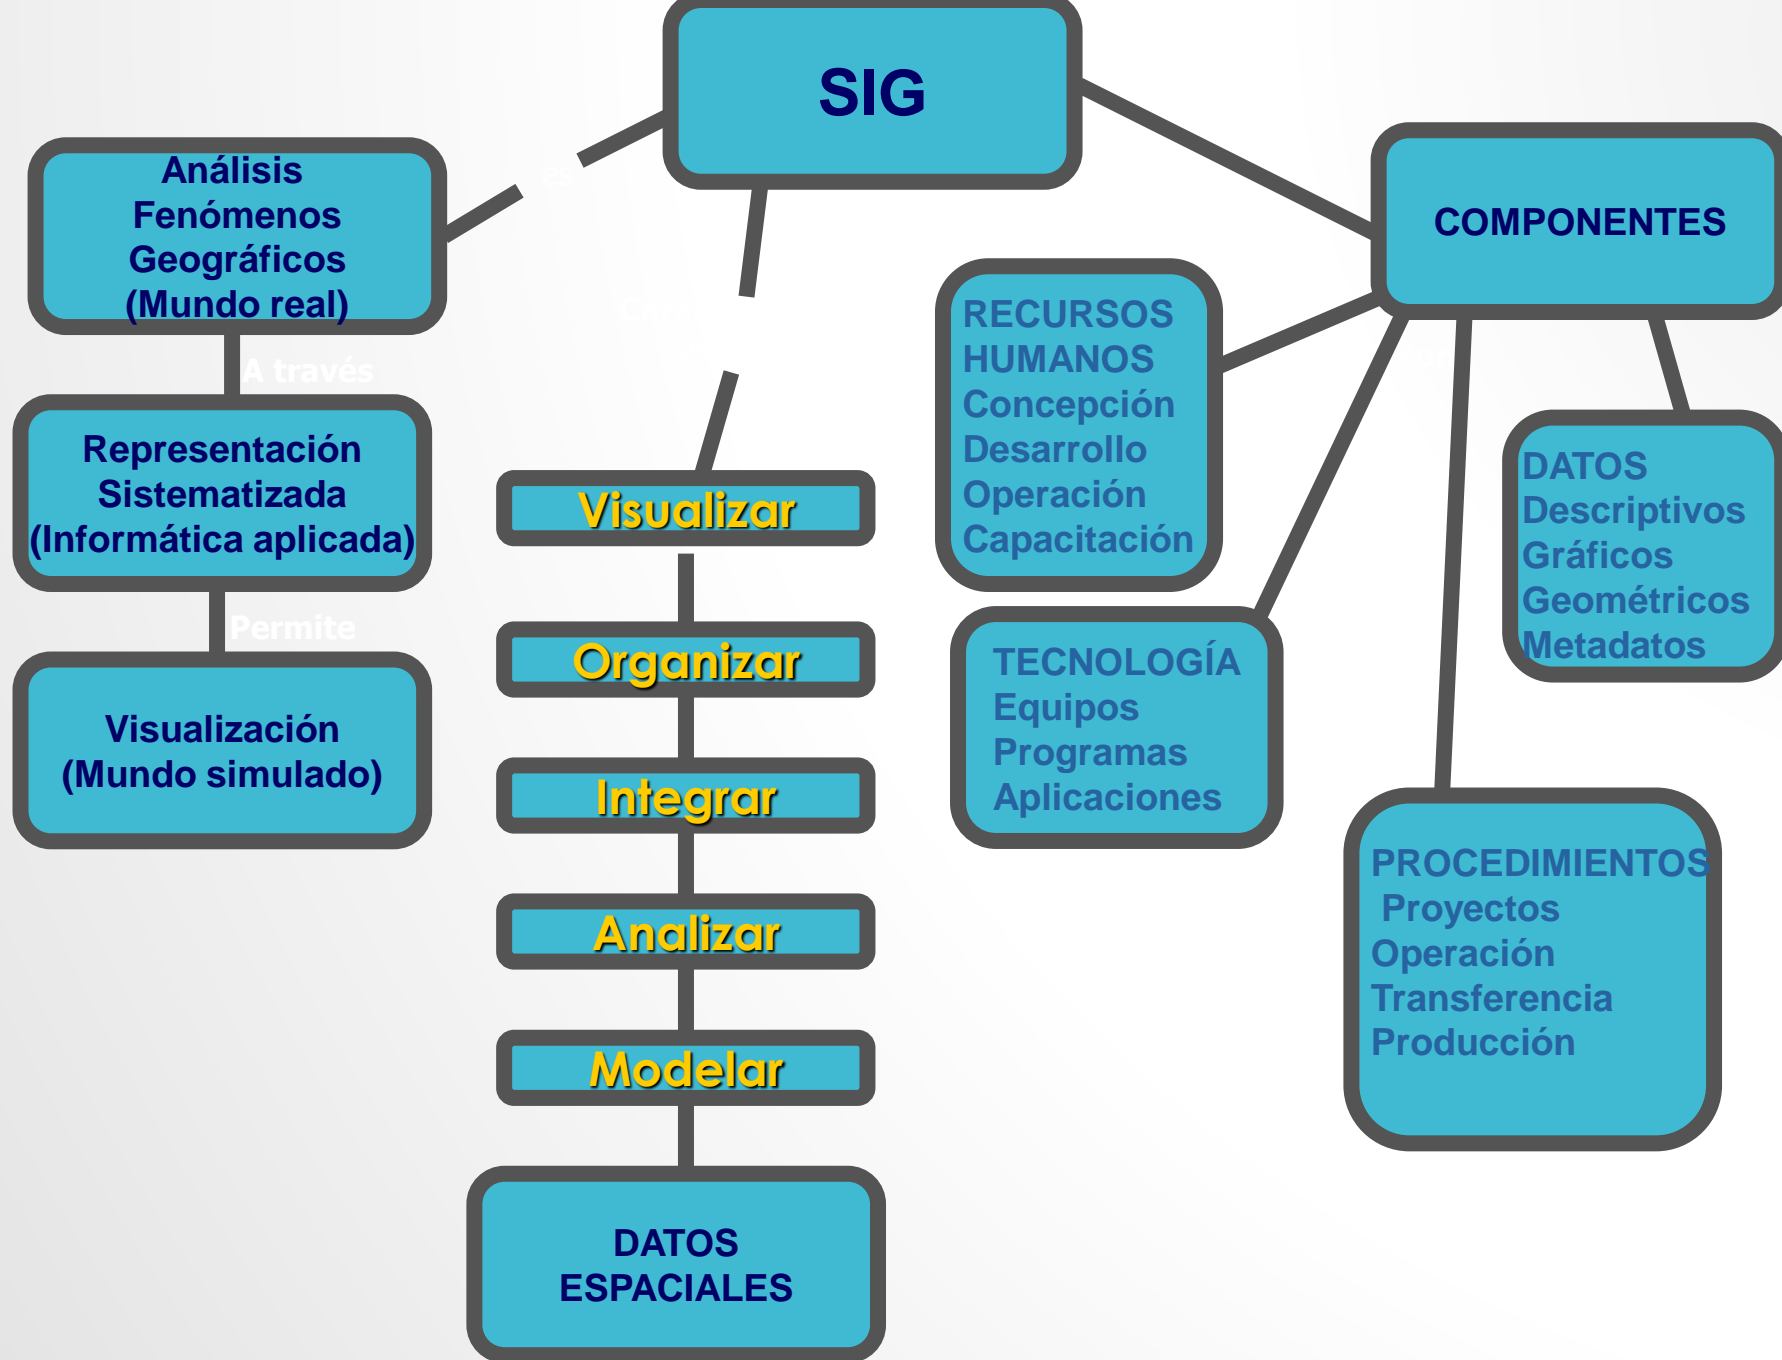 SIG
es
Análisis
Fenómenos
Geográficos
(Mundo real)
A través
Representación
Sistematizada
(Informática aplicada)
Permite
Visualización
(Mundo simulado)
Visualizar
Organizar
Integrar
Analizar
Modelar
DATOS
ESPACIALES
COMPONENTES
RECURSOS
HUMANOS
Concepción
Desarrollo
Operación
Capacitación
TECNOLOGÍA
Equipos
Programas
Aplicaciones
DATOS
Descriptivos
Gráficos
Geométricos
Metadatos
PROCEDIMIENTOS
Proyectos
Operación
Transferencia
Producción